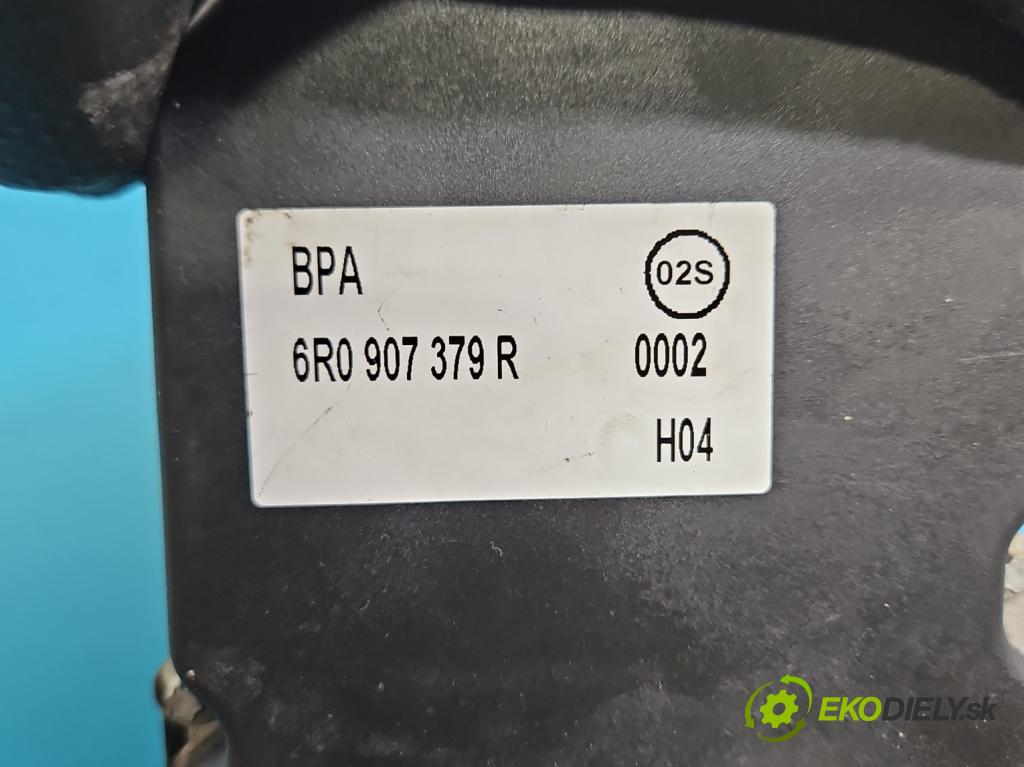 BPA 02S
6R0 907 379 R 0002
H04
EKODIELY.sk